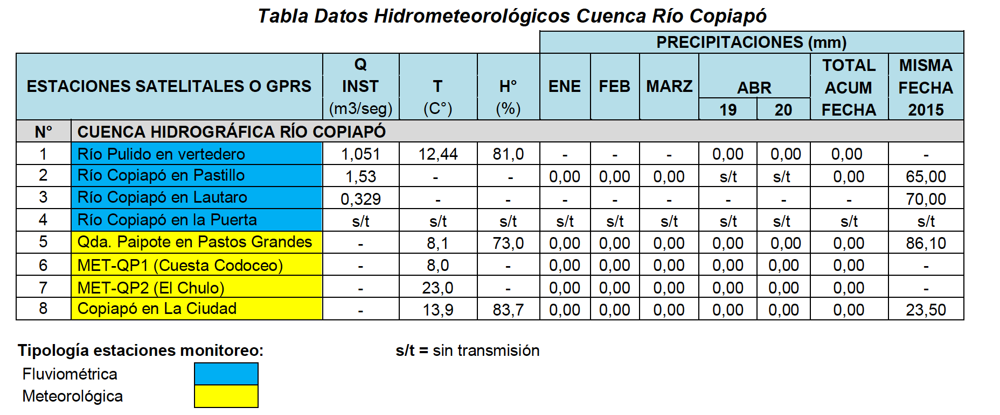 Tabla Datos Hidrometeorológicos Cuenca Río Copiapó
PRECIPITACIONES (mm)
ESTACIONES SATELITALES O GPRS Q INST (m3/seg) T (C°) H° (%) ENE FEB MARZ ABR 19 20 TOTAL ACUM FECHA MISMA FECHA 2015
N° CUENCA HIDROGRÁFICA RÍO COPIAPÓ
1 Río Pulido en vertedero 1,051 12,44 81,0 - - - 0,00 0,00 0,00 -
2 Río Copiapó en Pastillo 1,53 - - 0,00 0,00 0,00 s/t s/t 0,00 65,00
3 Río Copiapó en Lautaro 0,329 - - - - - - - - 70,00
4 Río Copiapó en la Puerta s/t s/t s/t s/t s/t s/t s/t s/t s/t s/t
5 Qda. Paipote en Pastos Grandes - 8,1 73,0 0,00 0,00 0,00 0,00 0,00 0,00 86,10
6 MET-QP1 (Cuesta Codoceo) - 8,0 - 0,00 0,00 0,00 0,00 0,00 0,00 -
7 MET-QP2 (El Chulo) - 23,0 - 0,00 0,00 0,00 0,00 0,00 0,00 -
8 Copiapó en La Ciudad - 13,9 83,7 0,00 0,00 0,00 0,00 0,00 0,00 23,50
Tipología estaciones monitoreo: s/t = sin transmisión
Fluviométrica
Meteorológica